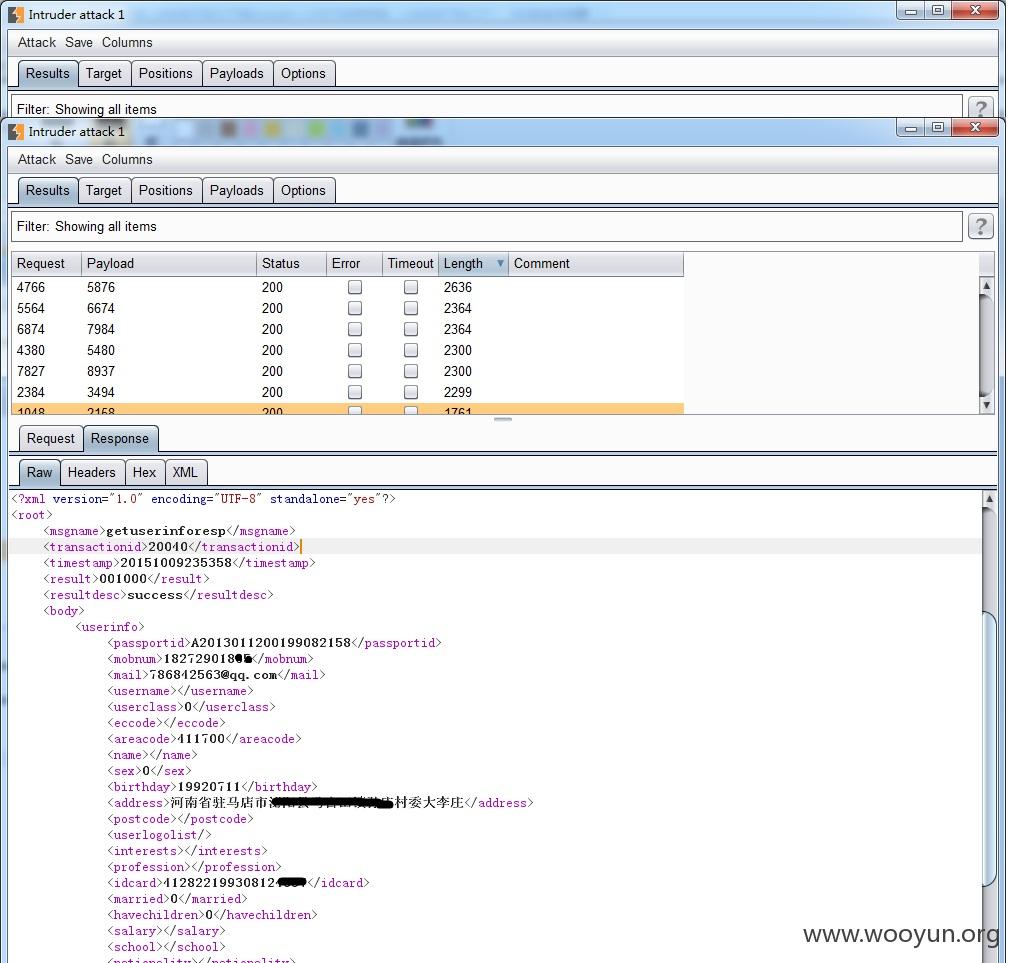 Intruder attack 1
Attack Save Columns
Results Target Positions Payloads Options
Filter: Showing all items ?
Intruder attack 1
Attack Save Columns
Results Target Positions Payloads Options
Filter: Showing all items ?
Request Payload Status Error Timeout Length Comment
4766 5876 200 2636
5564 6674 200 2364
6874 7984 200 2364
4380 5480 200 2300
7827 8937 200 2300
2384 3494 200 2299
1048 2158 200 1761
Request Response
Raw Headers Hex XML
<?xml version="1.0" encoding="UTF-8" standalone="yes"?>
<root>
<msgname>getuserinforesp</msgname>
<transactionid>20040</transactionid>
<timestamp>20151009235358</timestamp>
<result>001000</result>
<resultdesc>success</resultdesc>
<body>
<userinfo>
<passportid>A2013011200199082158</passportid>
<mobnum>182729018</mobnum>
<mail>786842563@qq.com</mail>
<username></username>
<userclass>0</userclass>
<eccode></eccode>
<areacode>411700</areacode>
<name></name>
<sex>0</sex>
<birthday>19920711</birthday>
<address>河南省驻马店市村委大李庄</address>
<postcode></postcode>
<userlogolist/>
<interests></interests>
<profession></profession>
<idcard>41282219930812</idcard>
<married>0</married>
<havechildren>0</havechildren>
<salary></salary>
<school></school>
<nationality></nationality>
www.wooyun.org